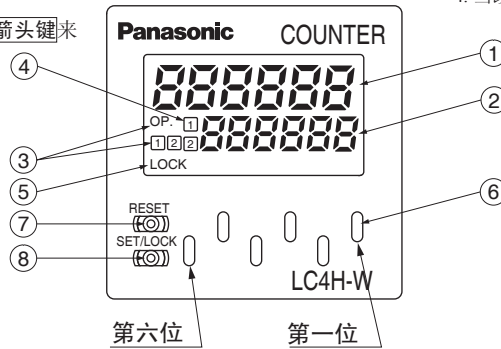 箭头键来
Panasonic COUNTER
④
①
888888
②
OP. 1
③
1 2 2 888888
⑤
LOCK
⑥
RESET
⑦
SET/LOCK
⑧
LC4H-W
第六位 第一位